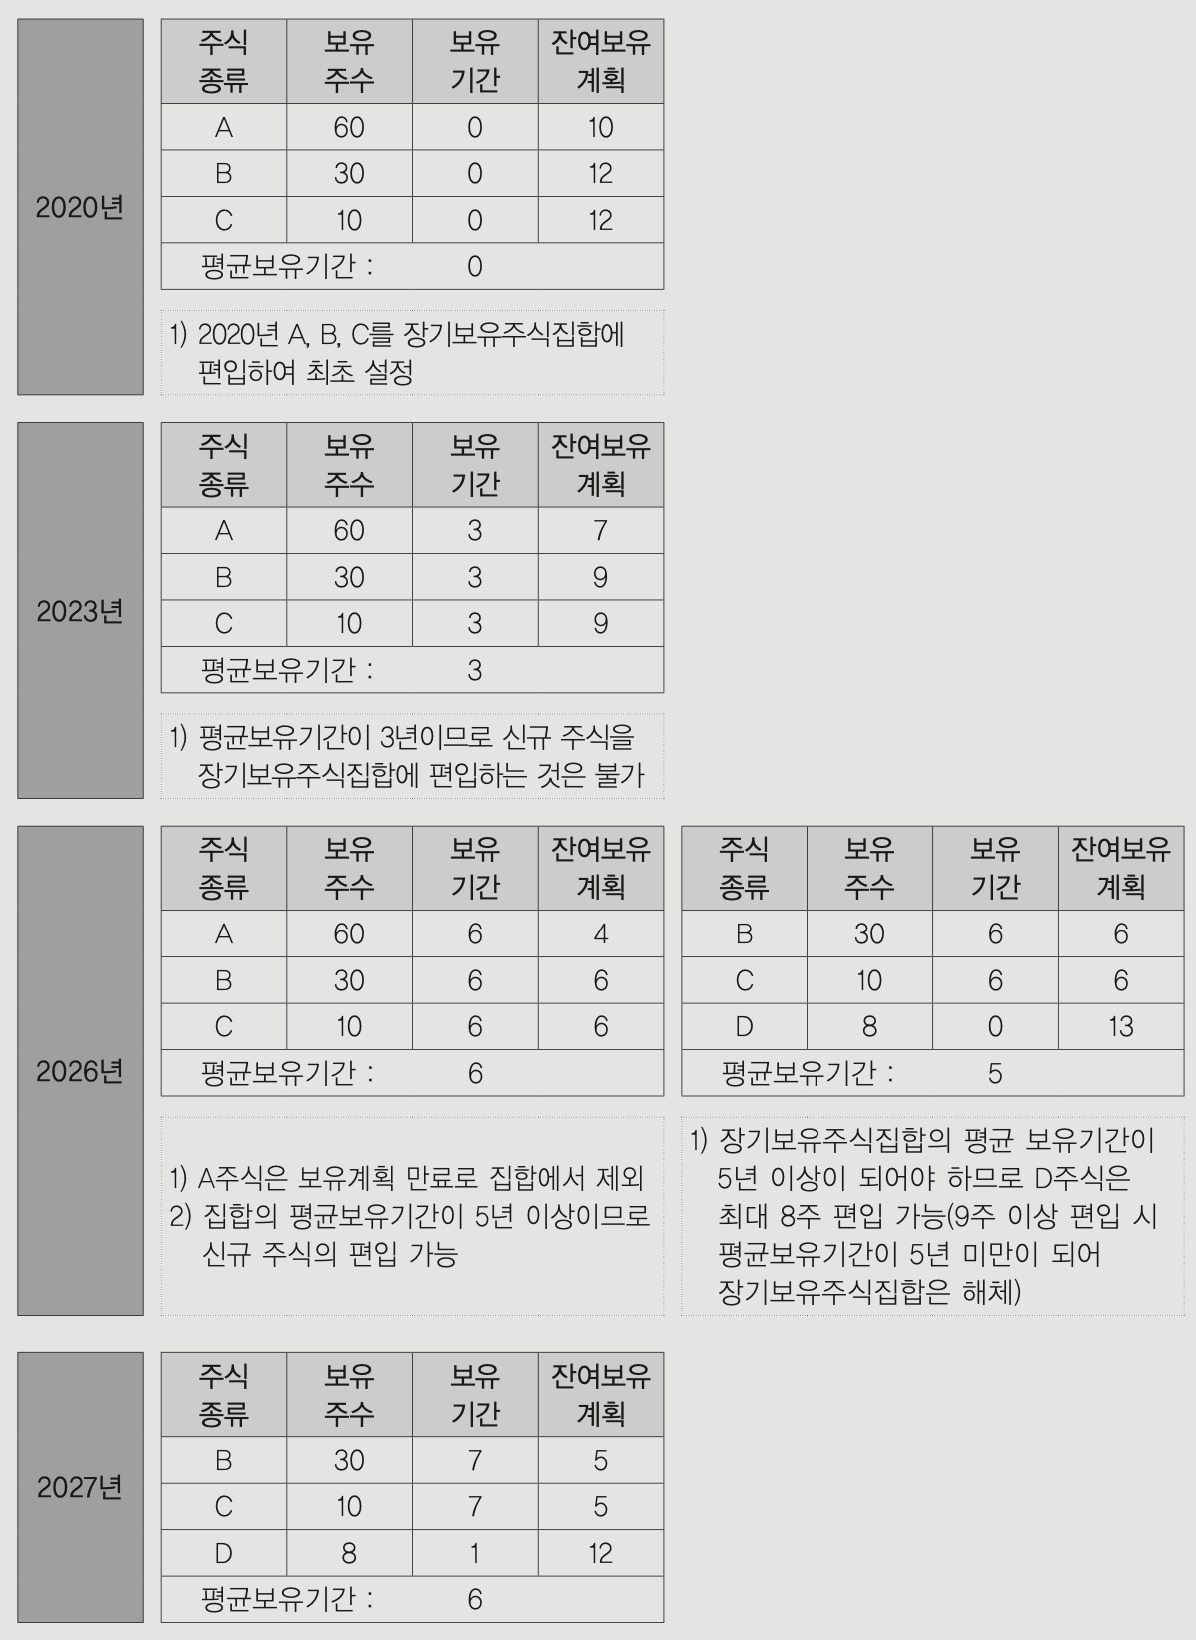 2020년
주식 종류 보유 주수 보유 기간 잔여보유 계획
A 60 0 10
B 30 0 12
C 10 0 12
평균보유기간 : 0
1) 2020년 A, B, C를 장기보유주식집합에
편입하여 최초 설정
2023년
주식 종류 보유 주수 보유 기간 잔여보유 계획
A 60 3 7
B 30 3 9
C 10 3 9
평균보유기간 : 3
1) 평균보유기간이 3년이므로 신규 주식을
장기보유주식집합에 편입하는 것은 불가
2026년
주식 종류 보유 주수 보유 기간 잔여보유 계획
A 60 6 4
B 30 6 6
C 10 6 6
평균보유기간 : 6
1) A주식은 보유계획 만료로 집합에서 제외
2) 집합의 평균보유기간이 5년 이상이므로
신규 주식의 편입 가능
주식 종류 보유 주수 보유 기간 잔여보유 계획
B 30 6 6
C 10 6 6
D 8 0 13
평균보유기간 : 5
1) 장기보유주식집합의 평균 보유기간이
5년 이상이 되어야 하므로 D주식은
최대 8주 편입 가능(9주 이상 편입 시
평균보유기간이 5년 미만이 되어
장기보유주식집합은 해체)
2027년
주식 종류 보유 주수 보유 기간 잔여보유 계획
B 30 7 5
C 10 7 5
D 8 1 12
평균보유기간 : 6